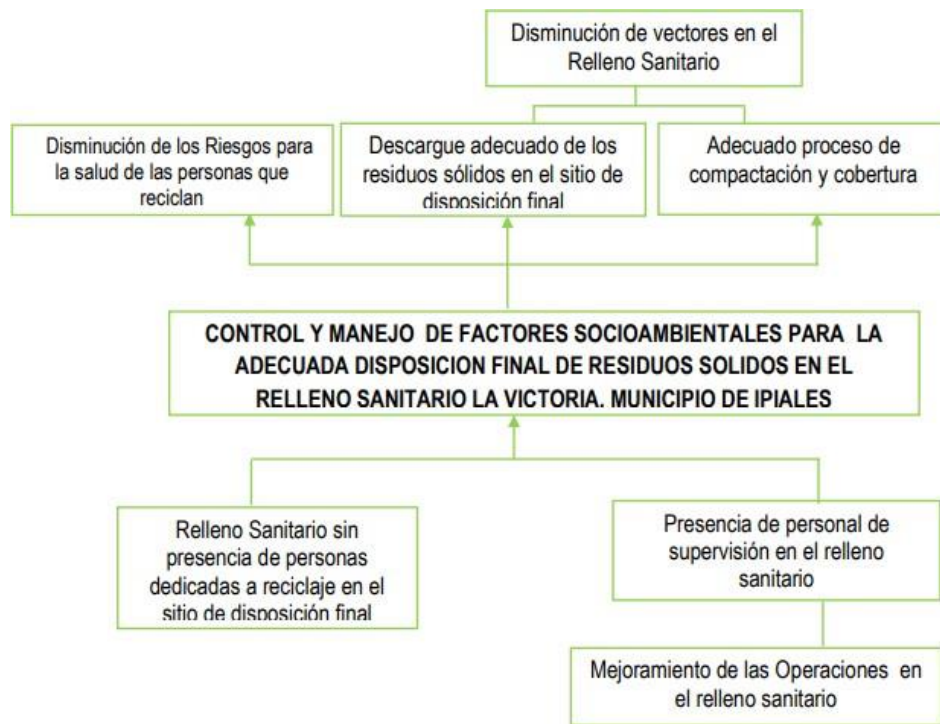 Disminución de vectores en el
Relleno Sanitario
Disminución de los Riesgos para
la salud de las personas que
reciclan
Descargue adecuado de los
residuos sólidos en el sitio de
disposición final
Adecuado proceso de
compactación y cobertura
CONTROL Y MANEJO DE FACTORES SOCIOAMBIENTALES PARA LA
ADECUADA DISPOSICION FINAL DE RESIDUOS SOLIDOS EN EL
RELLENO SANITARIO LA VICTORIA. MUNICIPIO DE IPIALES
Relleno Sanitario sin
presencia de personas
dedicadas a reciclaje en el
sitio de disposición final
Presencia de personal de
supervisión en el relleno
sanitario
Mejoramiento de las Operaciones en
el relleno sanitario